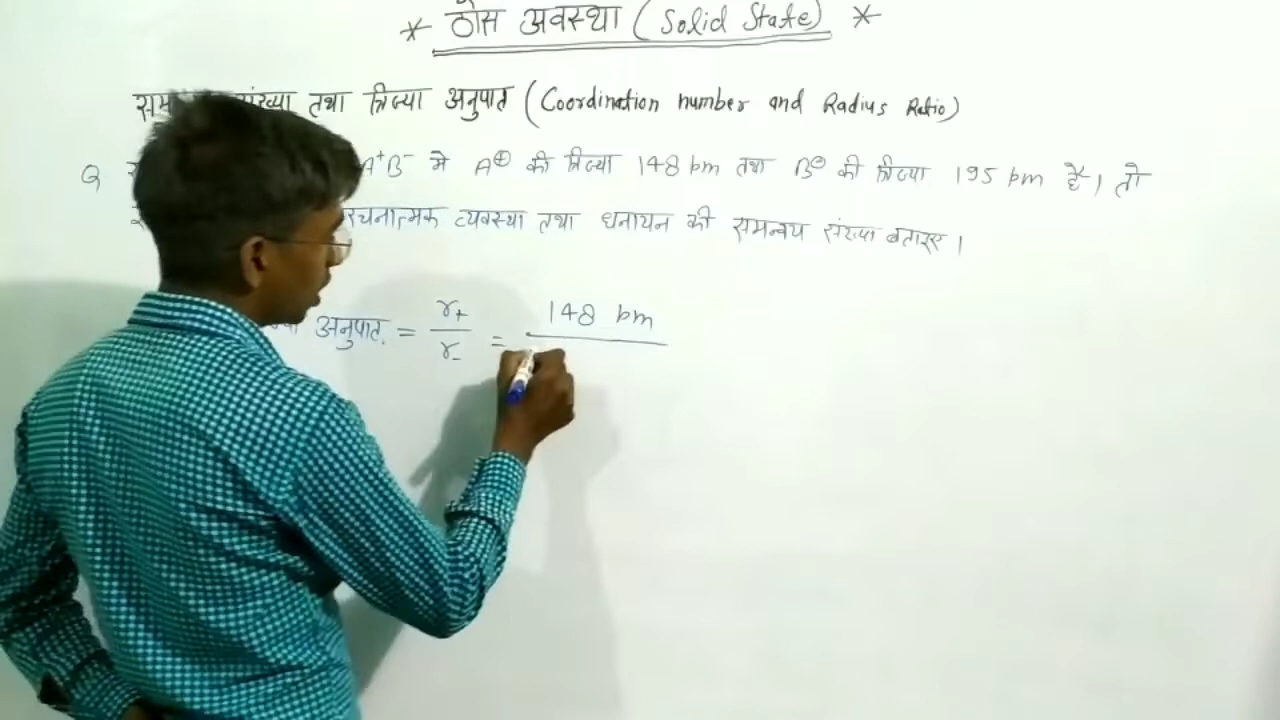 * ठोस अवस्था (Solid State) *
संख्या तथा त्रिज्या अनुपात (Coordination number and Radius Ratio)
Q A⁺B⁻ मे A⊕ की त्रिज्या 148 pm तथा B⊖ की त्रिज्या 195 pm है। तो
रचनात्मक व्यवस्था तथा धनायन की समन्वय संख्या बताइए।
अनुपात. = r₊/r₋ = 148 pm